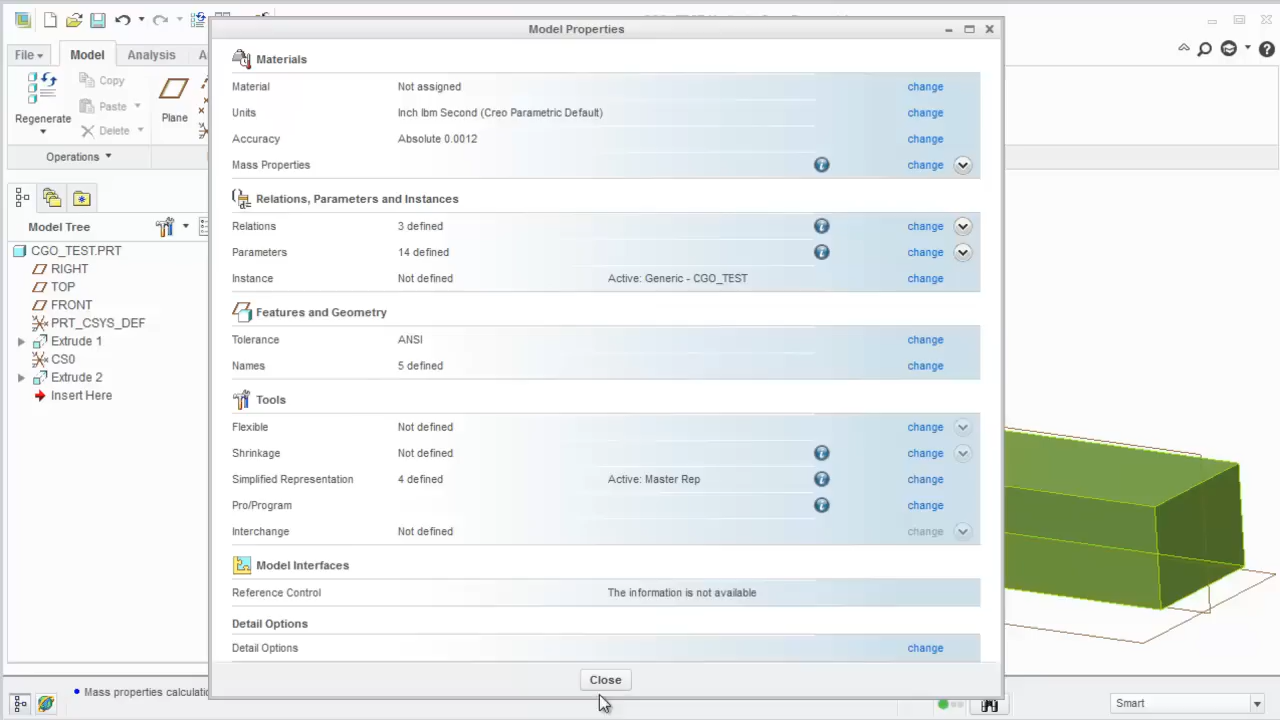 Model Properties
File
Model
Analysis
Copy
Paste
Delete
Regenerate
Plane
Operations
Model Tree
CGO_TEST.PRT
RIGHT
TOP
FRONT
PRT_CSYS_DEF
Extrude 1
CS0
Extrude 2
Insert Here
Materials
Material Not assigned change
Units Inch lbm Second (Creo Parametric Default) change
Accuracy Absolute 0.0012 change
Mass Properties change
Relations, Parameters and Instances
Relations 3 defined change
Parameters 14 defined change
Instance Not defined Active: Generic - CGO_TEST change
Features and Geometry
Tolerance ANSI change
Names 5 defined change
Tools
Flexible Not defined change
Shrinkage Not defined change
Simplified Representation 4 defined Active: Master Rep change
Pro/Program change
Interchange Not defined change
Model Interfaces
Reference Control The information is not available
Detail Options
Detail Options change
Close
Mass properties calculati
Smart